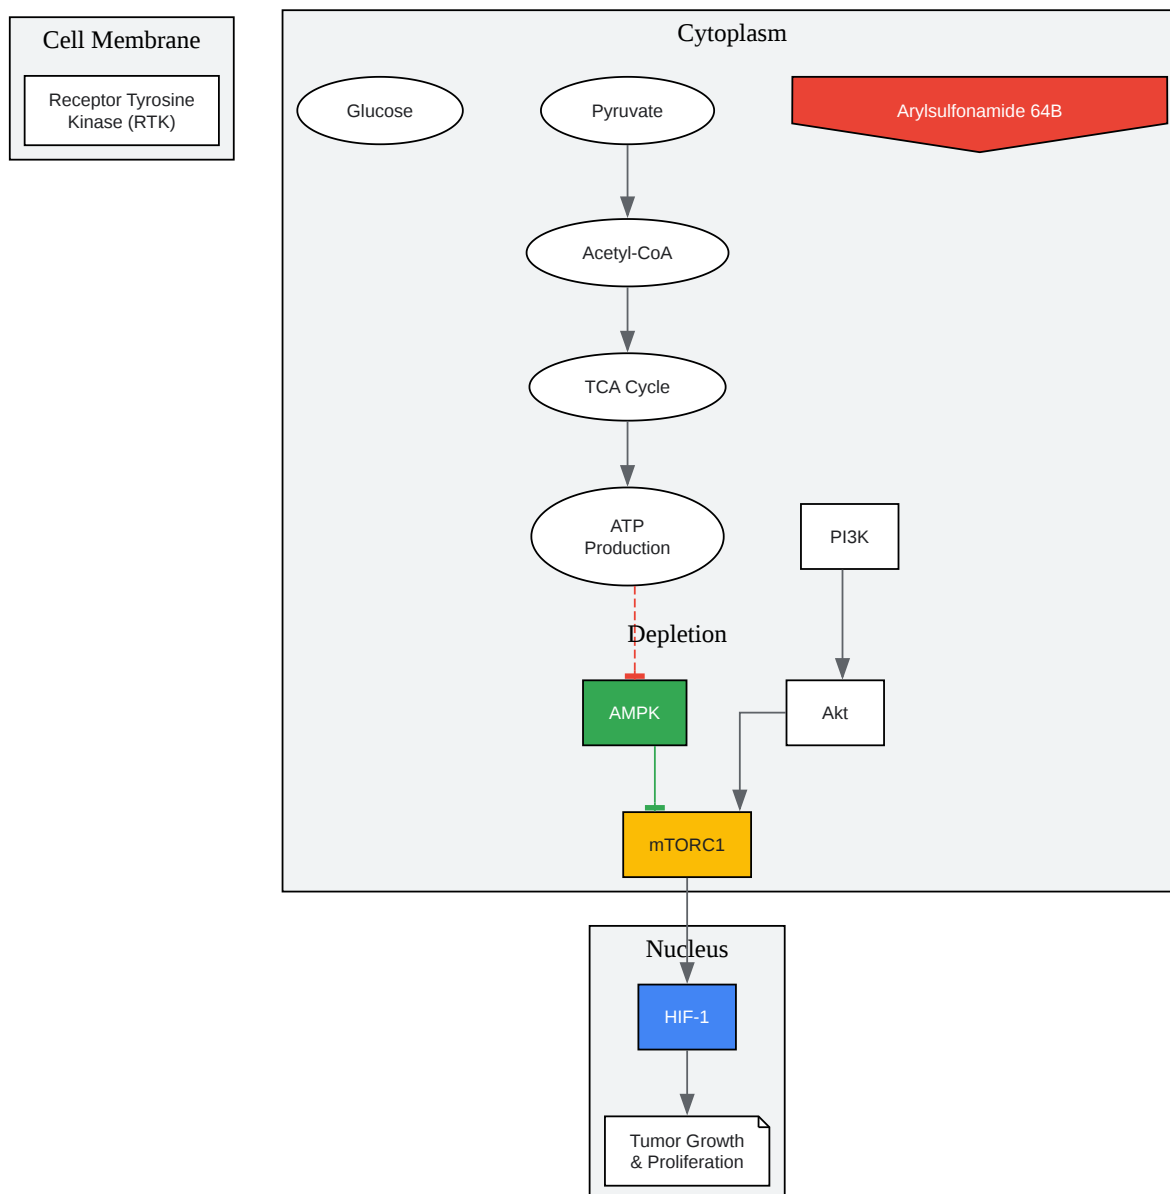 Cell Membrane
Receptor Tyrosine
Kinase (RTK)
Cytoplasm
Glucose
Pyruvate
Arylsulfonamide 64B
Acetyl-CoA
TCA Cycle
ATP
Production
PI3K
Depletion
AMPK
Akt
mTORC1
Nucleus
HIF-1
Tumor Growth
& Proliferation